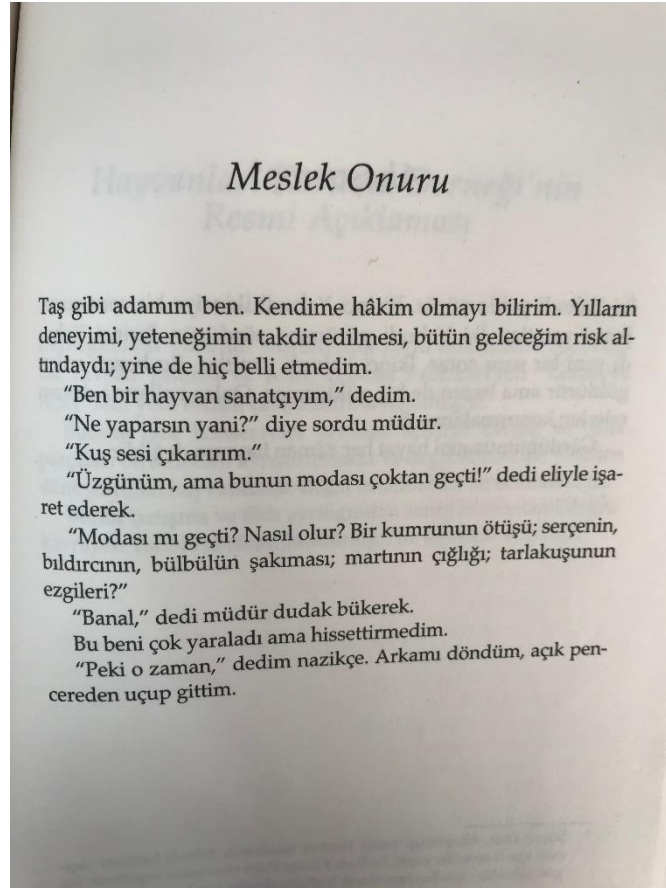 Meslek Onuru
Taş gibi adamım ben. Kendime hâkim olmayı bilirim. Yılların
deneyimi, yeteneğimin takdir edilmesi, bütün geleceğim risk al-
tındaydı; yine de hiç belli etmedim.
“Ben bir hayvan sanatçıyım,” dedim.
“Ne yaparsın yani?” diye sordu müdür.
“Kuş sesi çıkarırım.”
“Üzgünüm, ama bunun modası çoktan geçti!” dedi eliyle işa-
ret ederek.
“Modası mı geçti? Nasıl olur? Bir kumrunun ötüşü; serçenin,
bıldırcının, bülbülün şakıması; martının çığlığı; tarlakuşunun
ezgileri?”
“Banal,” dedi müdür dudak bükerek.
Bu beni çok yaraladı ama hissettirmedim.
“Peki o zaman,” dedim nazikçe. Arkamı döndüm, açık pen-
cereden uçup gittim.